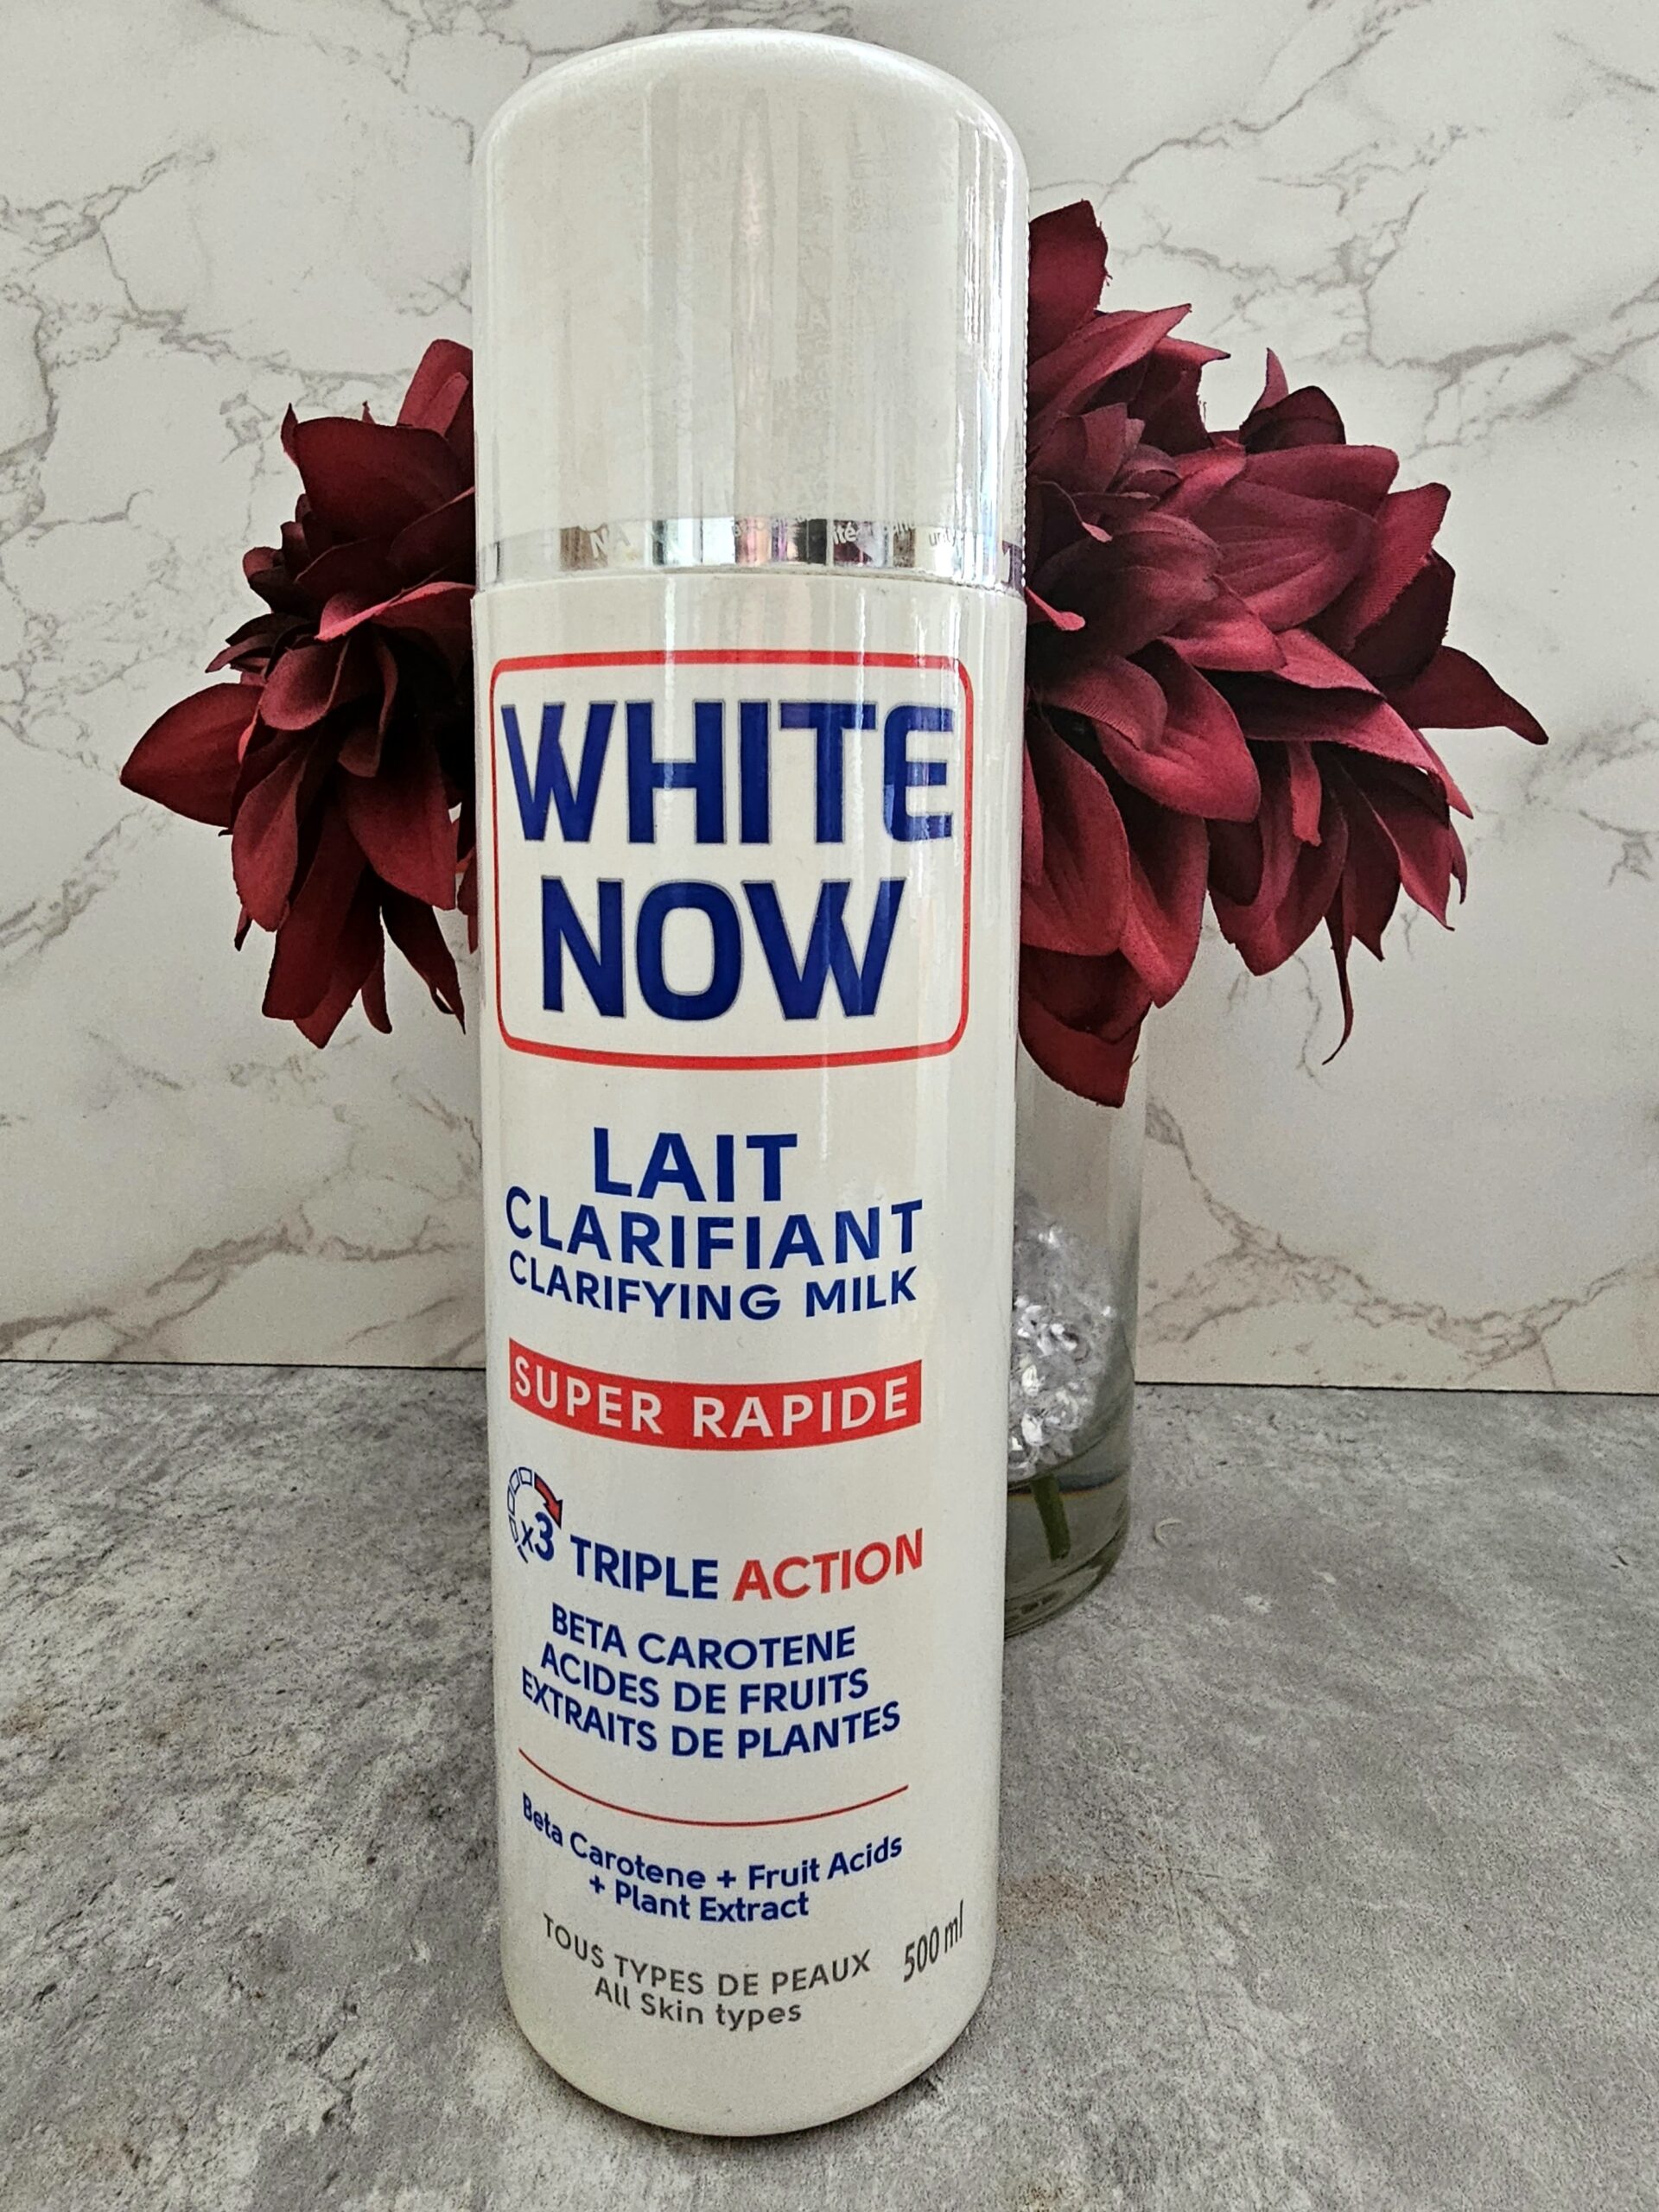 WHITE
NOW
LAIT
CLARIFIANT
CLARIFYING MILK
SUPER RAPIDE
x3 TRIPLE ACTION
BETA CAROTENE
ACIDES DE FRUITS
EXTRAITS DE PLANTES
Beta Carotene + Fruit Acids
+ Plant Extract
TOUS TYPES DE PEAUX 500 ml
All Skin types